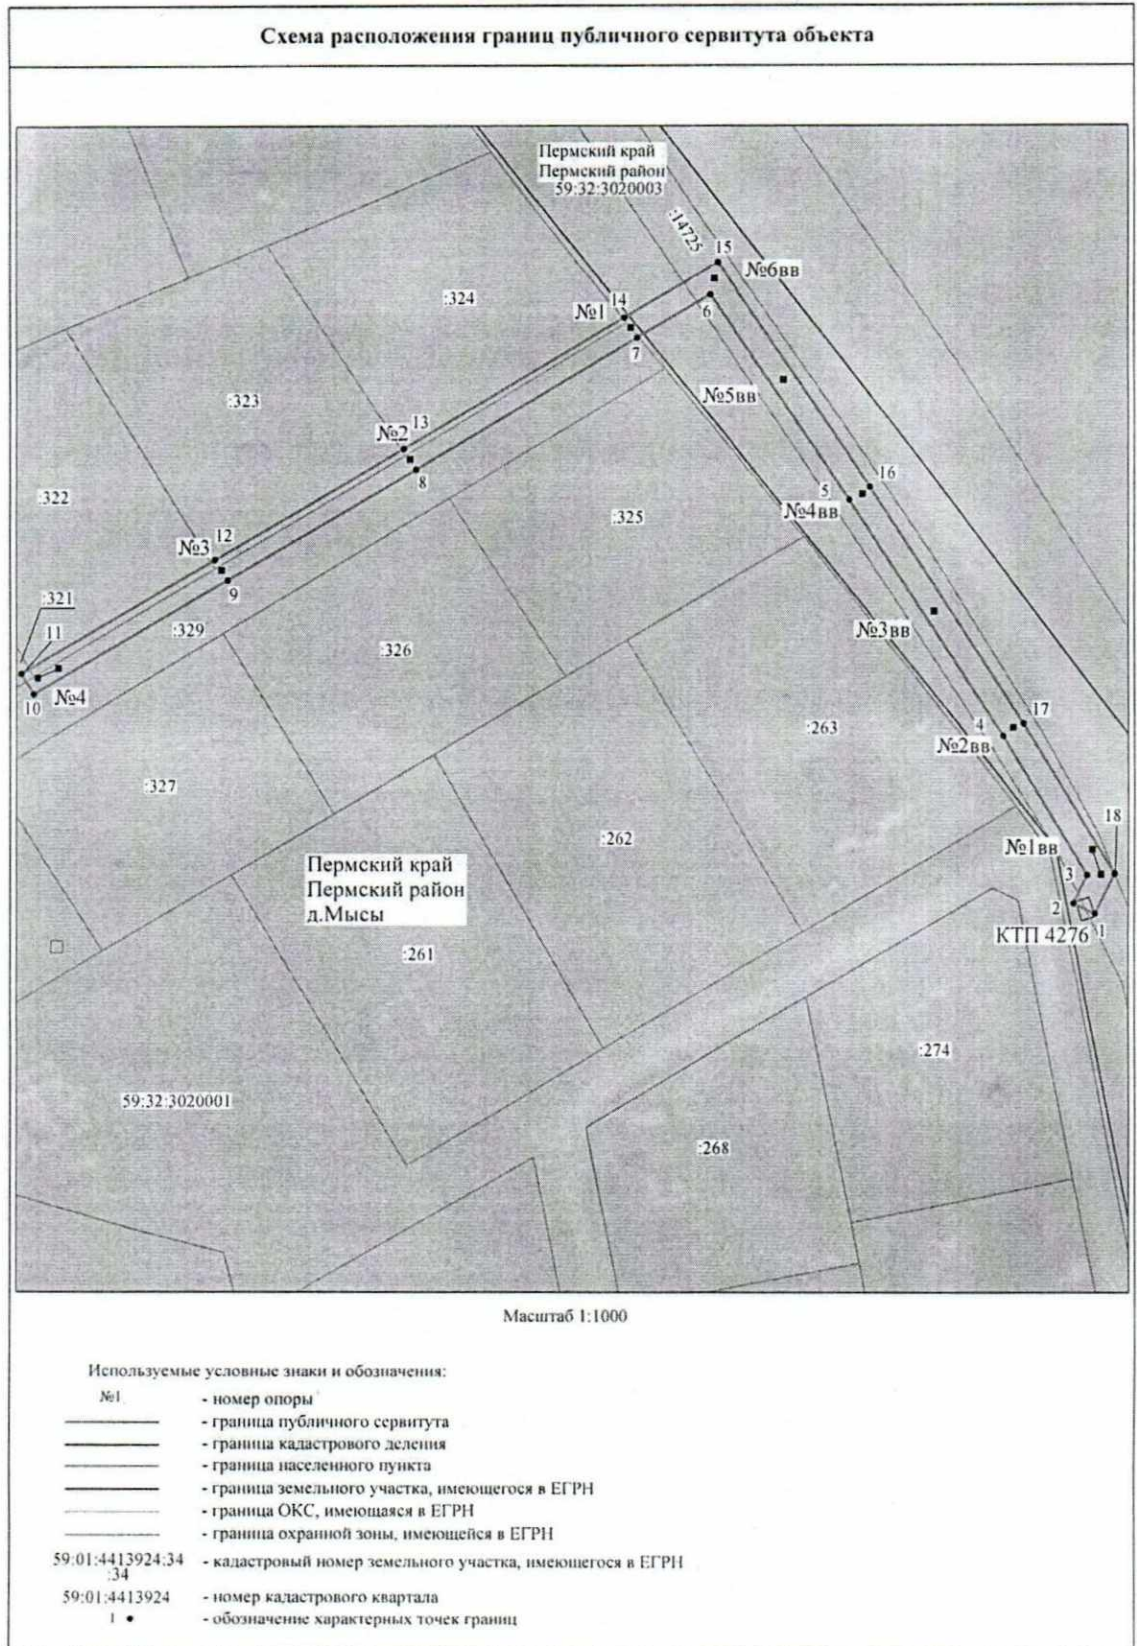 Схема расположения границ публичного сервитута объекта
Пермский край
Пермский район
59:32:3020003
:14725
15
№6вв
:324
14
№1
6
7
:323
№5вв
13
№2
8
16
:322
5
№4вв
:325
12
№3
9
:321
11
:329
:326
№3вв
№4
10
17
4
:263
№2вв
:327
18
:262
№1вв
Пермский край
Пермский район
д.Мысы
3
2
1
КТП 4276
:261
:274
59:32:3020001
:268
Масштаб 1:1000
Используемые условные знаки и обозначения:
№1 - номер опоры
- граница публичного сервитута
- граница кадастрового деления
- граница населенного пункта
- граница земельного участка, имеющегося в ЕГРН
- граница ОКС, имеющаяся в ЕГРН
- граница охранной зоны, имеющейся в ЕГРН
59:01:4413924:34 - кадастровый номер земельного участка, имеющегося в ЕГРН
:34
59:01:4413924 - номер кадастрового квартала
1 ● - обозначение характерных точек границ